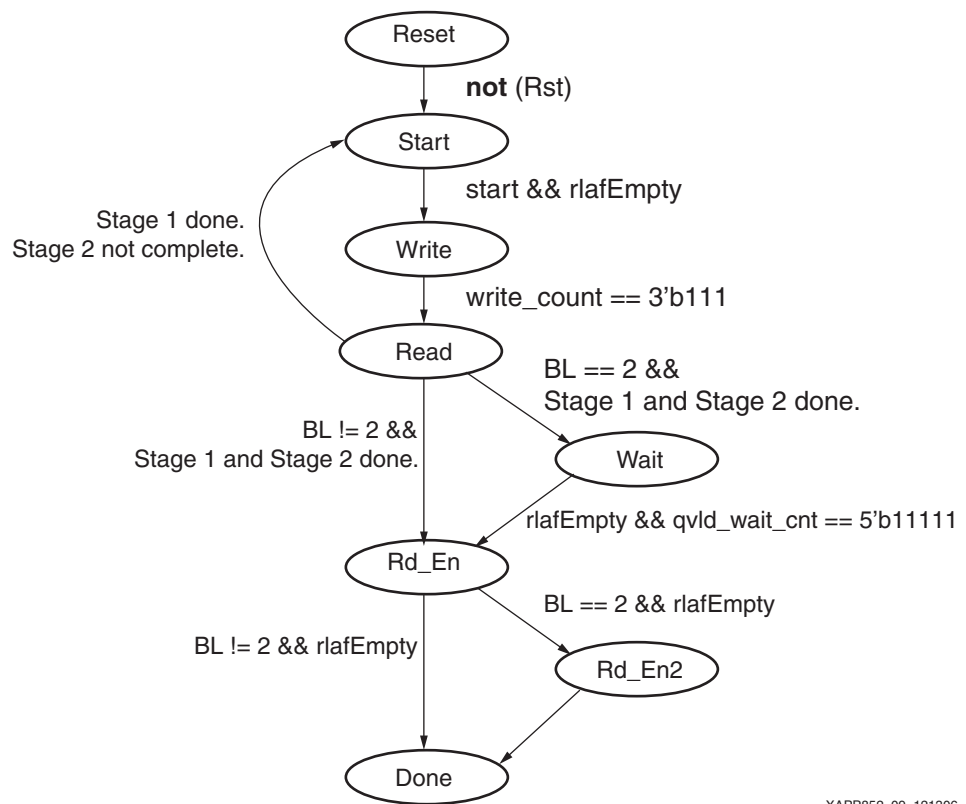 Reset
not (Rst)
Start
start && rlafEmpty
Stage 1 done.
Stage 2 not complete.
Write
write_count == 3'b111
Read
BL == 2 &&
Stage 1 and Stage 2 done.
BL != 2 &&
Stage 1 and Stage 2 done.
Wait
rlafEmpty && qvld_wait_cnt == 5'b11111
Rd_En
BL == 2 && rlafEmpty
BL != 2 && rlafEmpty
Rd_En2
Done